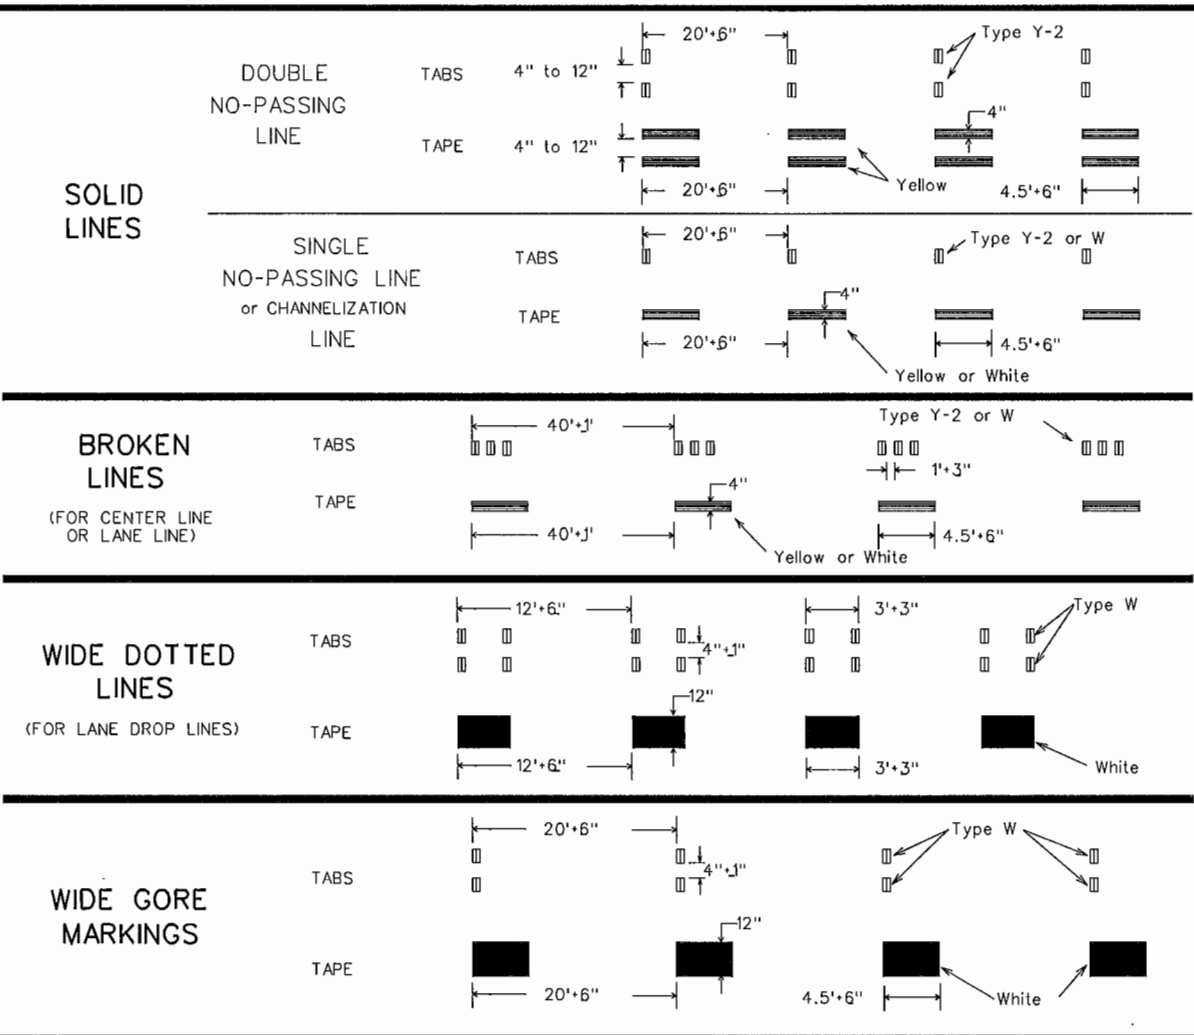 SOLID
LINES
DOUBLE
NO-PASSING
LINE
TABS
4" to 12"
20'±6"
Type Y-2
TAPE
4" to 12"
4"
20'±6"
Yellow
4.5'±6"
SINGLE
NO-PASSING LINE
or CHANNELIZATION
LINE
TABS
20'±6"
Type Y-2 or W
TAPE
4"
20'±6"
4.5'±6"
Yellow or White
BROKEN
LINES
(FOR CENTER LINE
OR LANE LINE)
TABS
40'±1'
Type Y-2 or W
1'±3"
TAPE
4"
40'±1'
4.5'±6"
Yellow or White
WIDE DOTTED
LINES
(FOR LANE DROP LINES)
TABS
12'±6"
3'±3"
Type W
4"±1"
TAPE
12"
12'±6"
3'±3"
White
WIDE GORE
MARKINGS
TABS
20'±6"
Type W
4"±1"
TAPE
12"
20'±6"
4.5'±6"
White